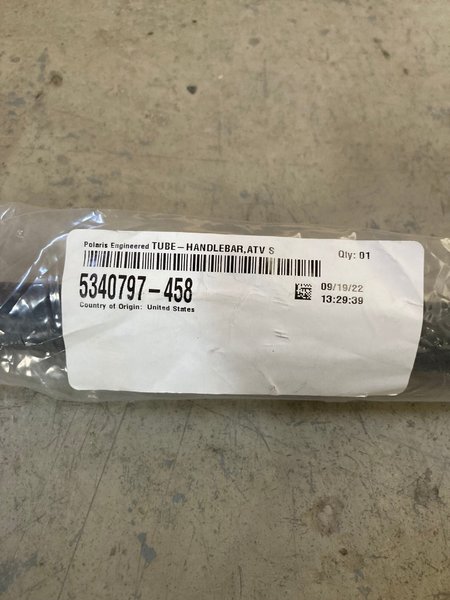 Polaris Engineered TUBE-HANDLEBAR,ATV S
Qty: 01
5340797-458
Country of Origin: United States
09/19/22
13:29:39